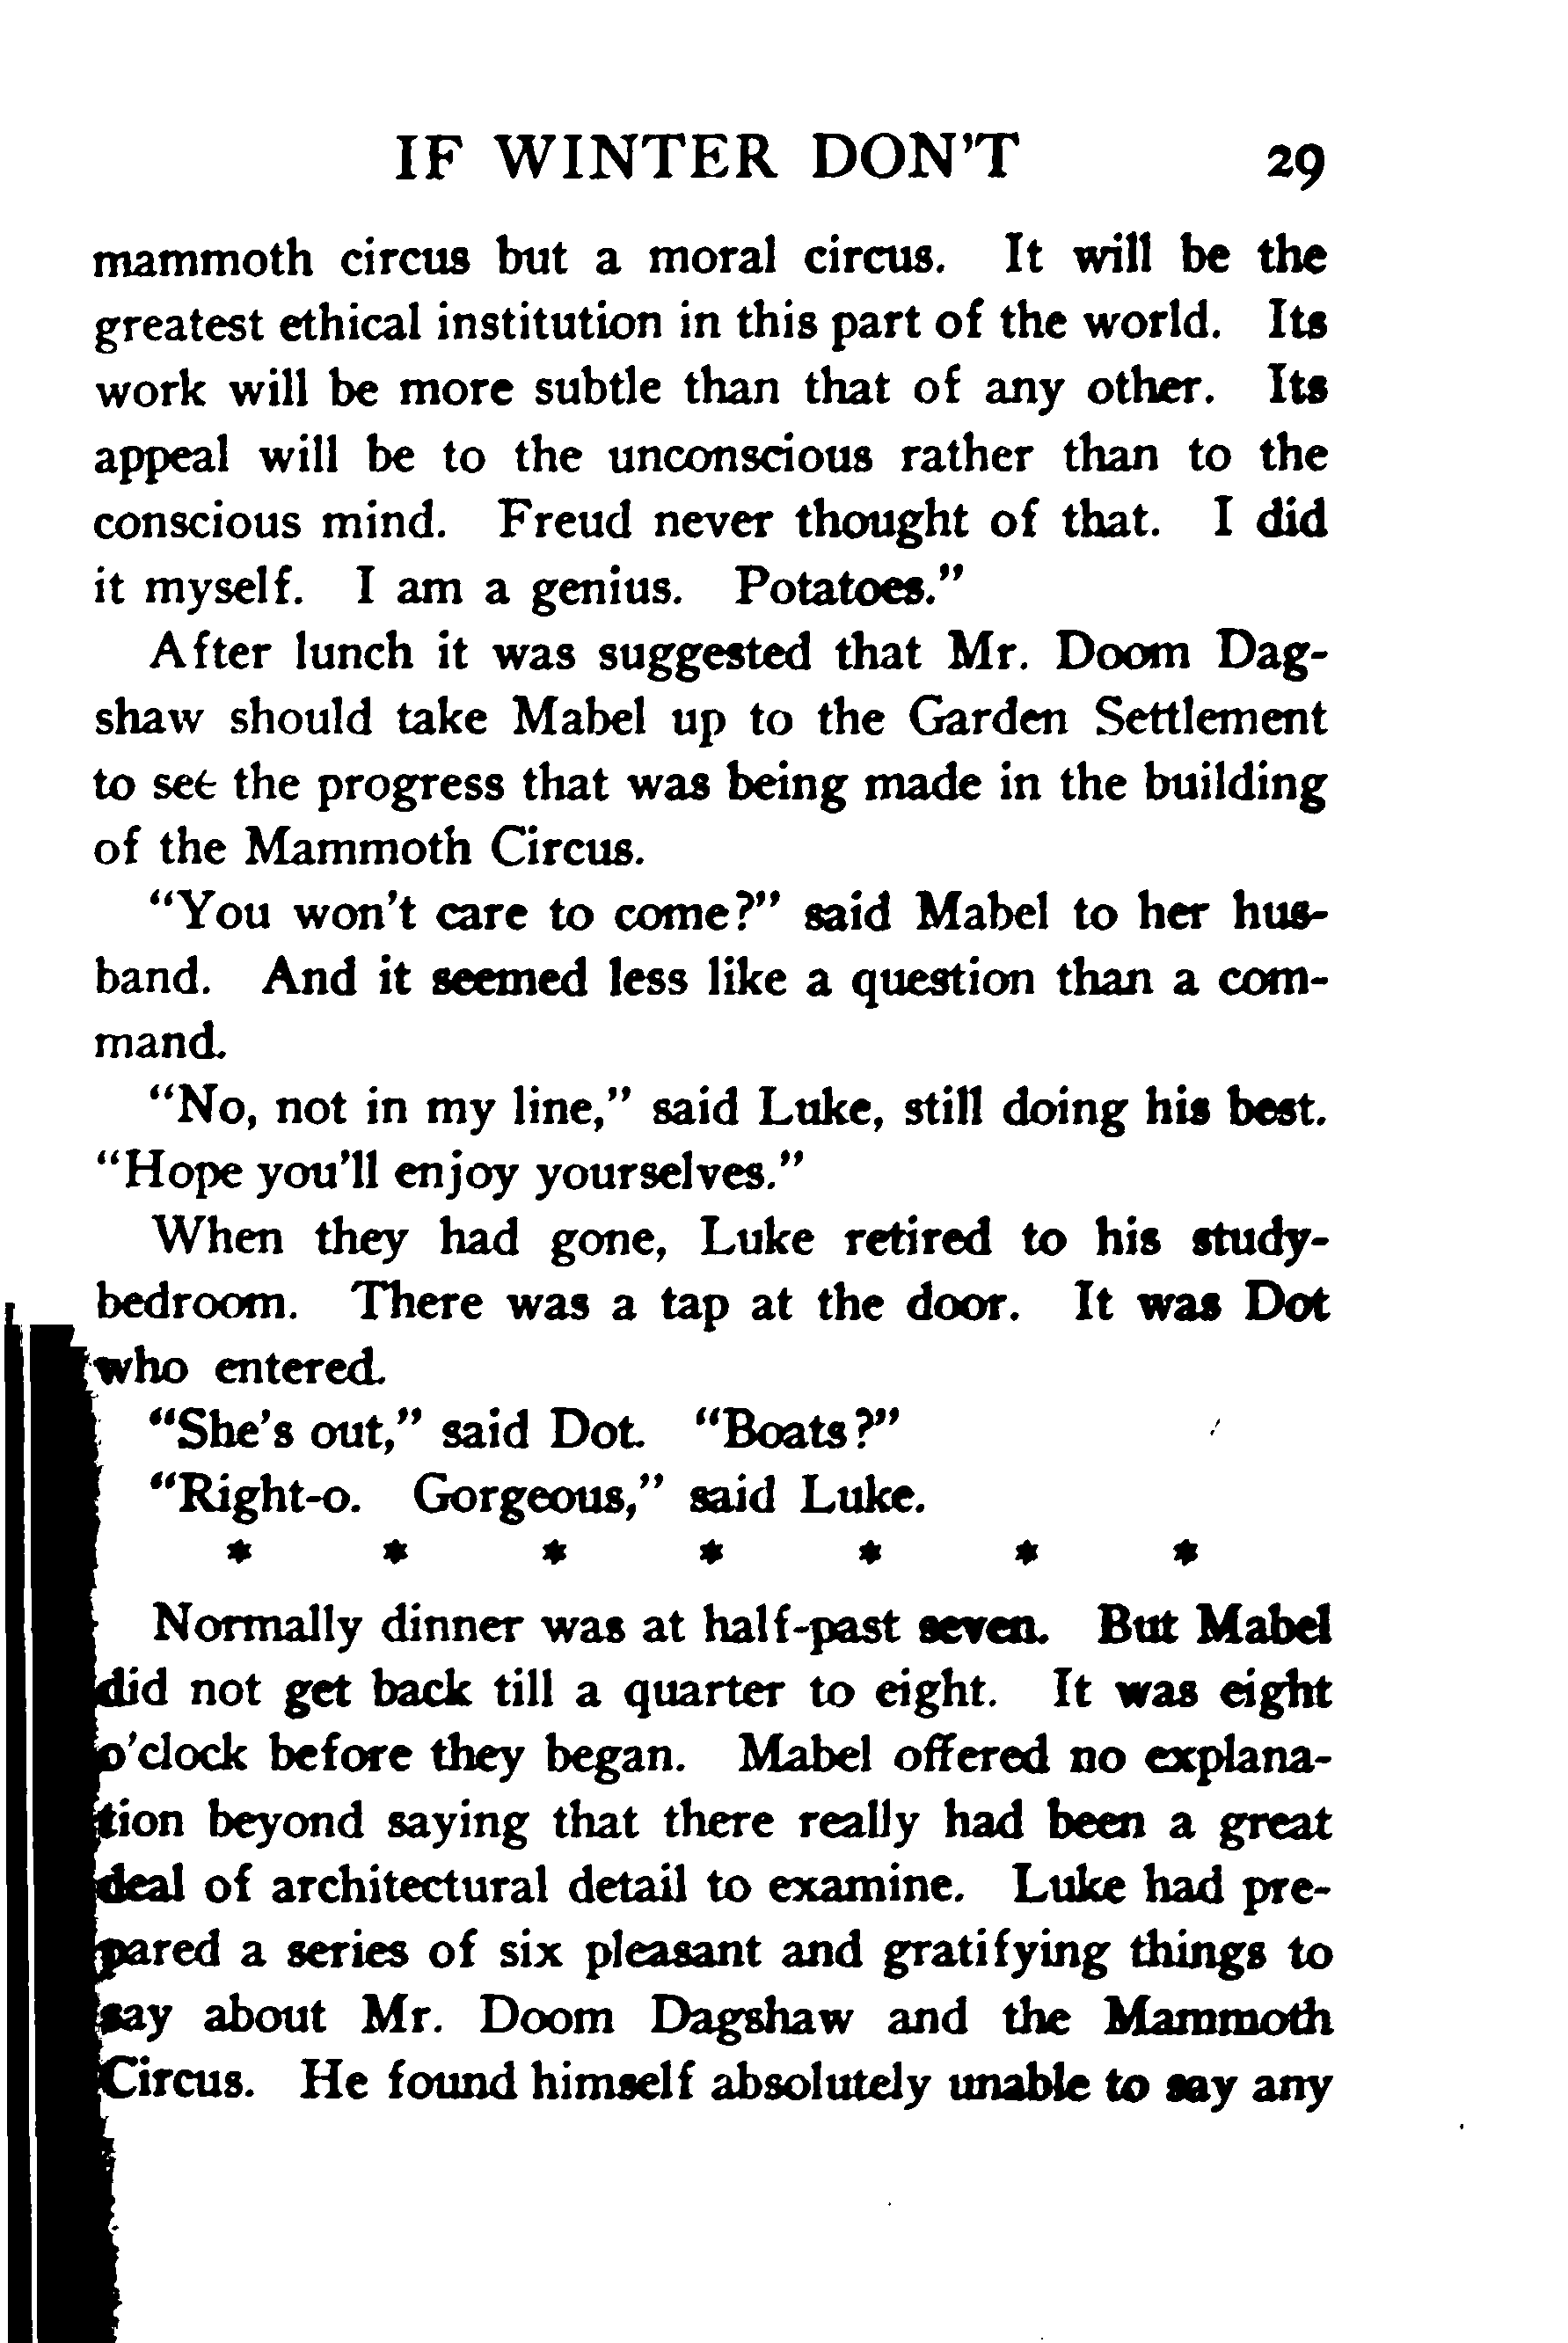 IF WINTER DON'T 29
mammoth circus but a moral circus. It will be the
greatest ethical institution in this part of the world. Its
work will be more subtle than that of any other. Its
appeal will be to the unconscious rather than to the
conscious mind. Freud never thought of that. I did
it myself. I am a genius. Potatoes."
After lunch it was suggested that Mr. Doom Dag-
shaw should take Mabel up to the Garden Settlement
to see the progress that was being made in the building
of the Mammoth Circus.
"You won't care to come?" said Mabel to her hus-
band. And it seemed less like a question than a com-
mand.
"No, not in my line," said Luke, still doing his best.
"Hope you'll enjoy yourselves."
When they had gone, Luke retired to his study-
bedroom. There was a tap at the door. It was Dot
who entered.
"She's out," said Dot. "Boats?"
"Right-o. Gorgeous," said Luke.
* * * * * * *
Normally dinner was at half-past seven. But Mabel
did not get back till a quarter to eight. It was eight
o'clock before they began. Mabel offered no explana-
tion beyond saying that there really had been a great
deal of architectural detail to examine. Luke had pre-
pared a series of six pleasant and gratifying things to
say about Mr. Doom Dagshaw and the Mammoth
Circus. He found himself absolutely unable to say any